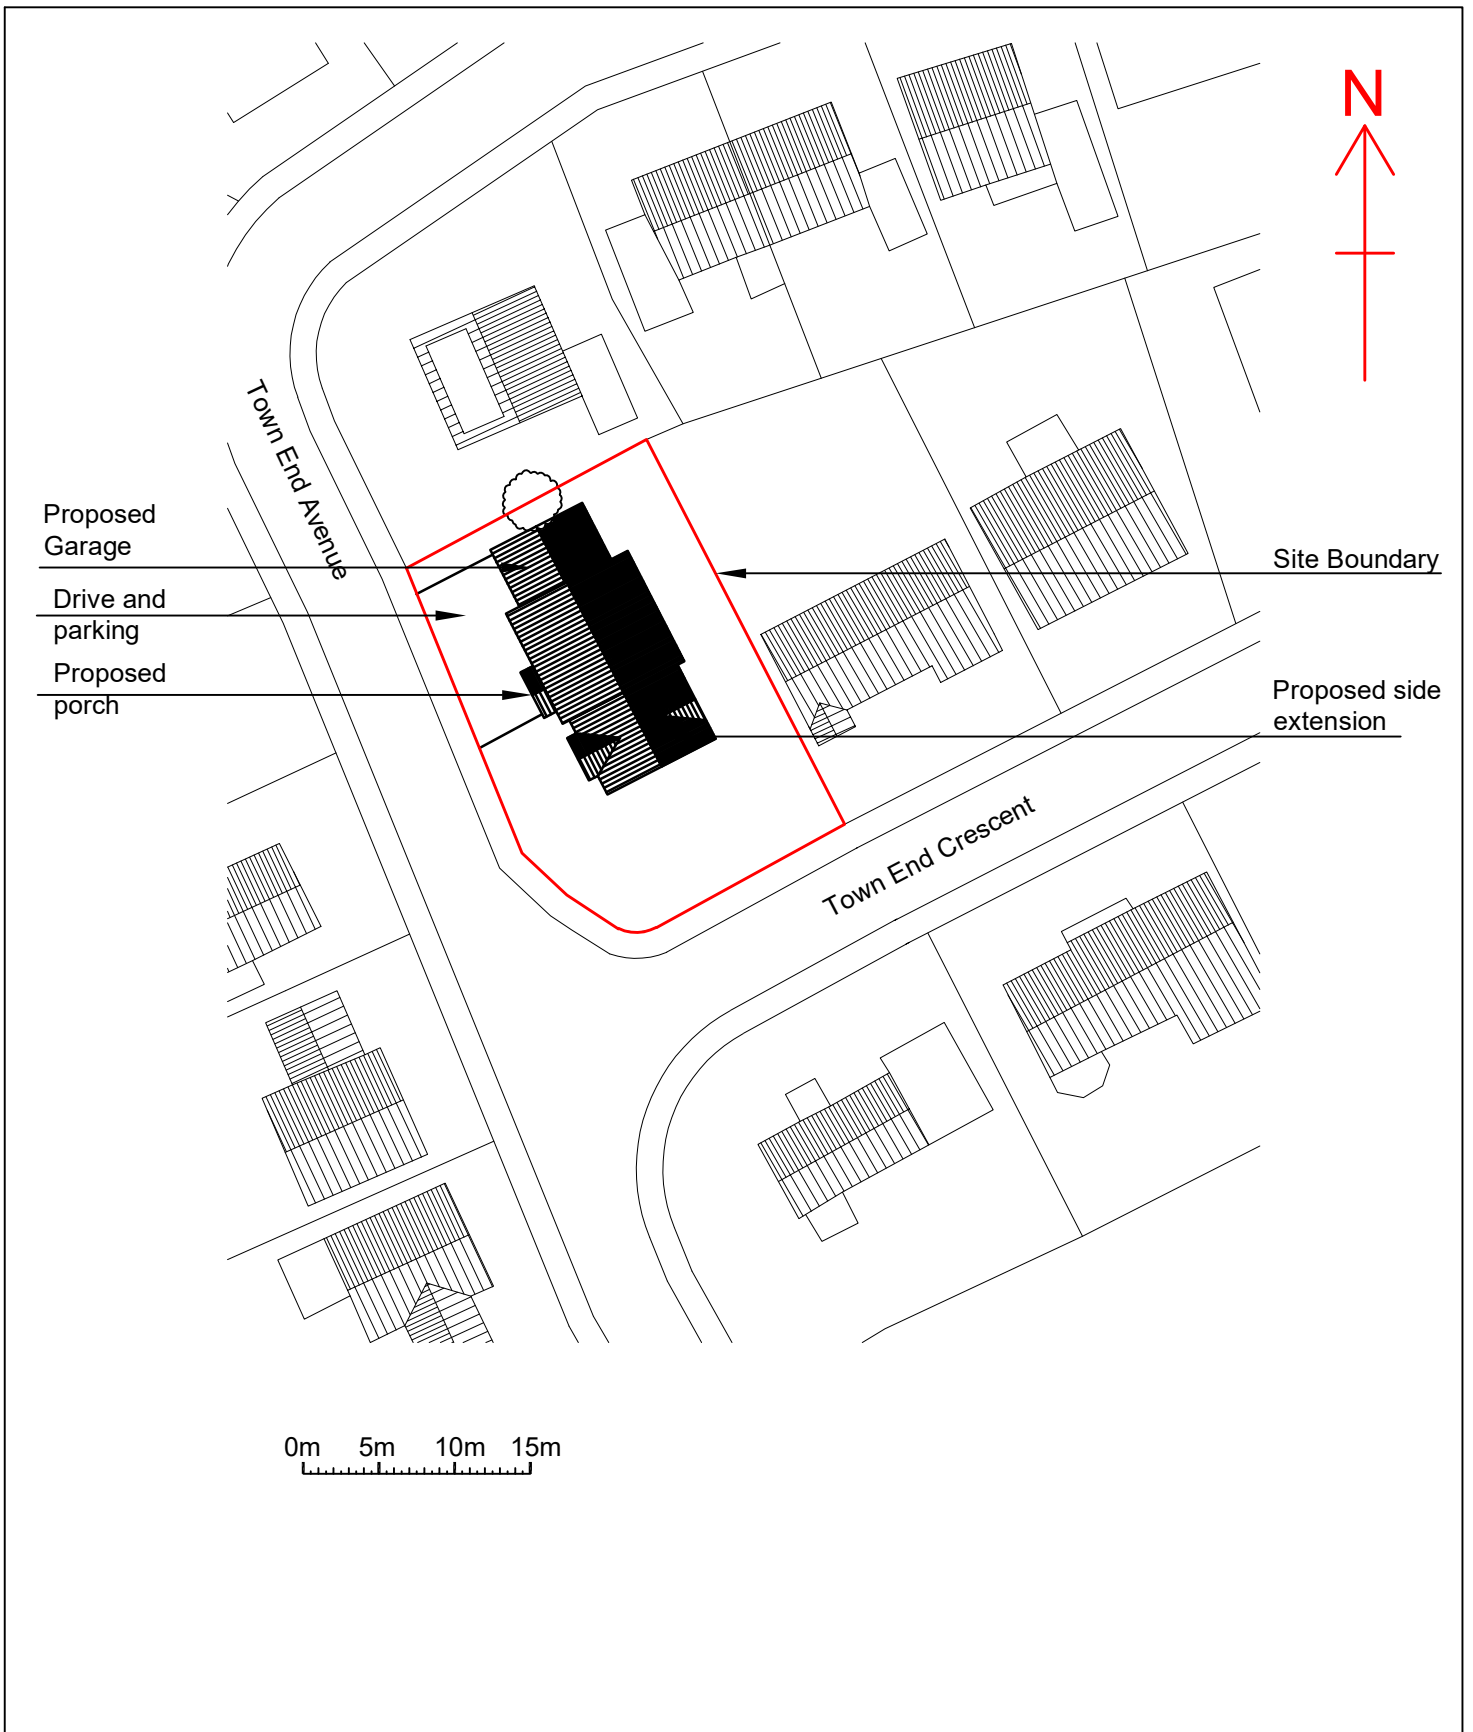 N
Town End Avenue
Proposed
Garage
Drive and
parking
Proposed
porch
Site Boundary
Proposed side
extension
Town End Crescent
0m 5m 10m 15m